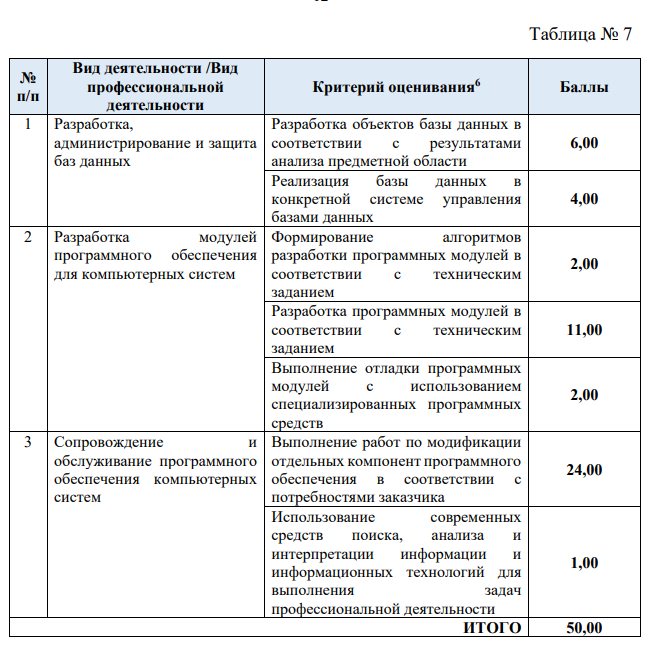 Таблица № 7
№ п/п
Вид деятельности /Вид
профессиональной
деятельности
Критерий оценивания6
Баллы
1
Разработка,
администрирование и защита
баз данных
Разработка объектов базы данных в
соответствии с результатами
анализа предметной области
6,00
Реализация базы данных в
конкретной системе управления
базами данных
4,00
2
Разработка модулей
программного обеспечения
для компьютерных систем
Формирование алгоритмов
разработки программных модулей в
соответствии с техническим
заданием
2,00
Разработка программных модулей в
соответствии с техническим
заданием
11,00
Выполнение отладки программных
модулей с использованием
специализированных программных
средств
2,00
3
Сопровождение и
обслуживание программного
обеспечения компьютерных
систем
Выполнение работ по модификации
отдельных компонент программного
обеспечения в соответствии с
потребностями заказчика
24,00
Использование современных
средств поиска, анализа и
интерпретации информации и
информационных технологий для
выполнения задач
профессиональной деятельности
1,00
ИТОГО
50,00